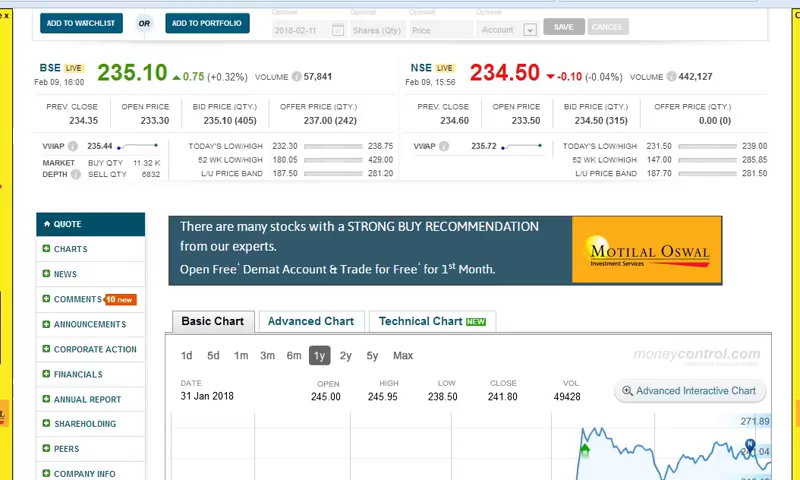 ADD TO WATCHLIST
OR
ADD TO PORTFOLIO
Optional Optional Optional Optional
2018-02-11 Shares (Qty) Price Account SAVE CANCEL
BSE LIVE 235.10 0.75 (+0.32%) VOLUME 57,841
Feb 09, 16:00
PREV. CLOSE OPEN PRICE BID PRICE (QTY.) OFFER PRICE (QTY.)
234.35 233.30 235.10 (405) 237.00 (242)
VWAP 235.44 TODAY'S LOW/HIGH 232.30 238.75
MARKET DEPTH BUY QTY 11.32 K 52 WK LOW/HIGH 180.05 429.00
SELL QTY 6832 L/U PRICE BAND 187.50 281.20
NSE LIVE 234.50 -0.10 (-0.04%) VOLUME 442,127
Feb 09, 15:56
PREV. CLOSE OPEN PRICE BID PRICE (QTY.) OFFER PRICE (QTY.)
234.60 233.50 234.50 (315) 0.00 (0)
VWAP 235.72 TODAY'S LOW/HIGH 231.50 239.00
52 WK LOW/HIGH 147.00 285.85
L/U PRICE BAND 187.70 281.50
QUOTE
CHARTS
NEWS
COMMENTS 10 new
ANNOUNCEMENTS
CORPORATE ACTION
FINANCIALS
ANNUAL REPORT
SHAREHOLDING
PEERS
COMPANY INFO
There are many stocks with a STRONG BUY RECOMMENDATION
from our experts.
Open Free* Demat Account & Trade for Free* for 1st Month.
MOTILAL OSWAL
Investment Services
Basic Chart Advanced Chart Technical Chart NEW
1d 5d 1m 3m 6m 1y 2y 5y Max
moneycontrol.com
DATE OPEN HIGH LOW CLOSE VOL
31 Jan 2018 245.00 245.95 238.50 241.80 49428
Advanced Interactive Chart
271.89
N